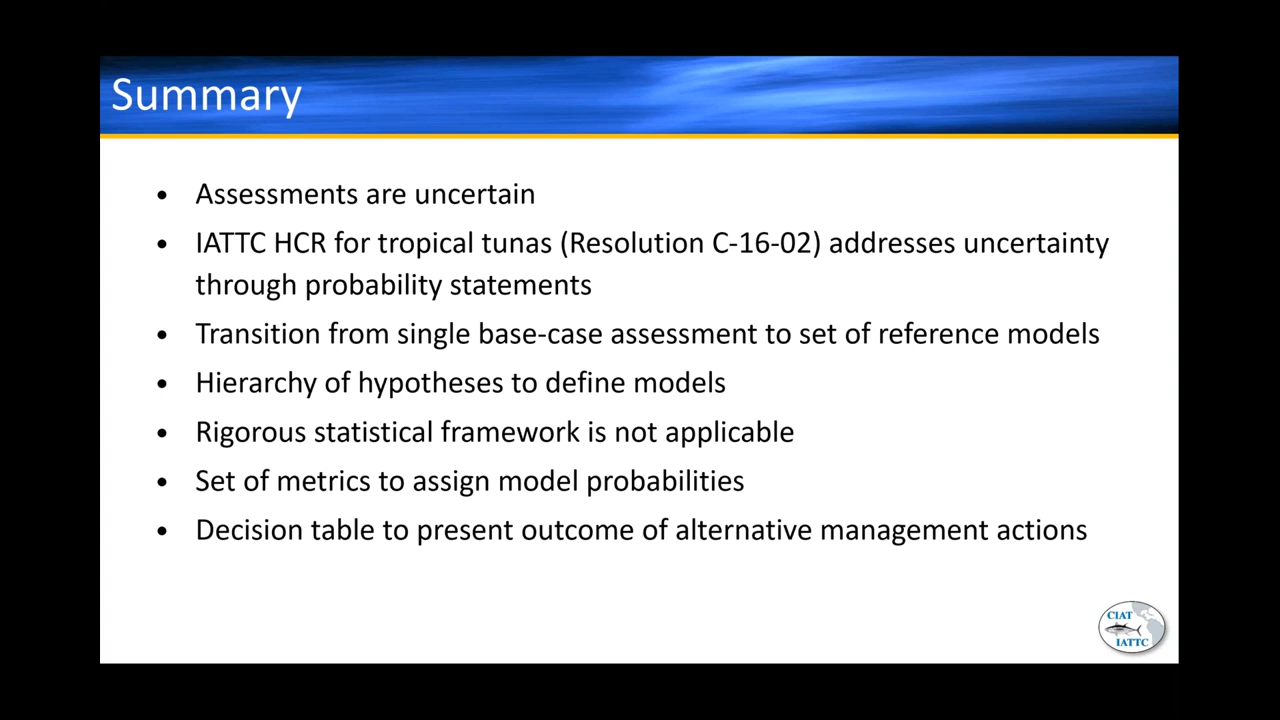 Summary
• Assessments are uncertain
• IATTC HCR for tropical tunas (Resolution C-16-02) addresses uncertainty
through probability statements
• Transition from single base-case assessment to set of reference models
• Hierarchy of hypotheses to define models
• Rigorous statistical framework is not applicable
• Set of metrics to assign model probabilities
• Decision table to present outcome of alternative management actions
CIAT
IATTC